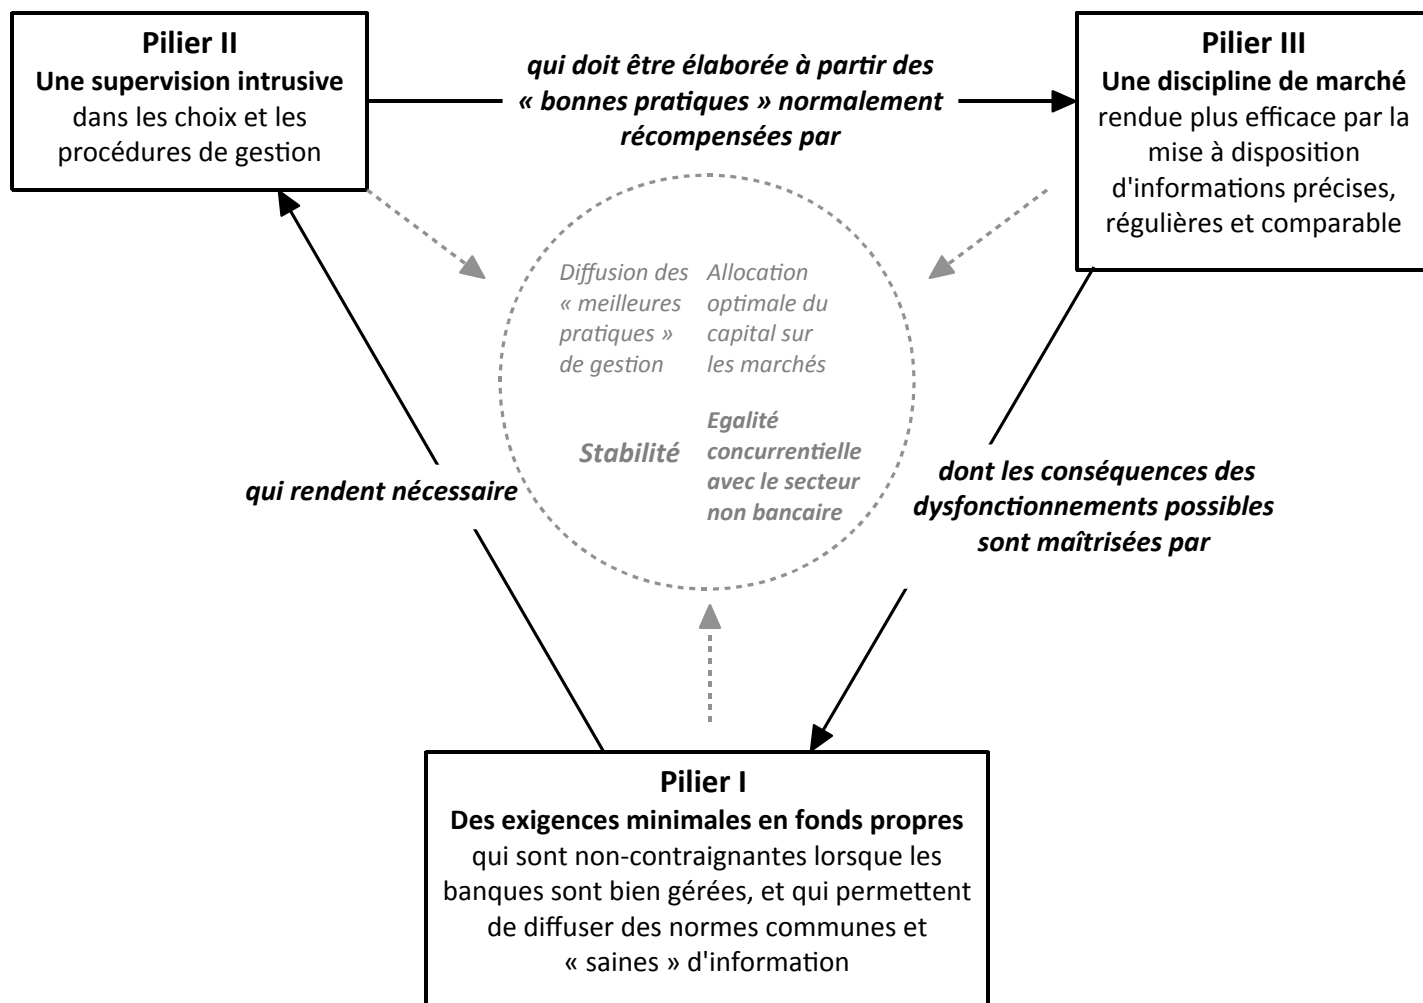 Pilier II
Une supervision intrusive
dans les choix et les
procédures de gestion
qui doit être élaborée à partir des
« bonnes pratiques » normalement
récompensées par
Pilier III
Une discipline de marché
rendue plus efficace par la
mise à disposition
d'informations précises,
régulières et comparable
Diffusion des
« meilleures
pratiques »
de gestion
Allocation
optimale du
capital sur
les marchés
Stabilité
Egalité
concurrentielle
avec le secteur
non bancaire
qui rendent nécessaire
dont les conséquences des
dysfonctionnements possibles
sont maîtrisées par
Pilier I
Des exigences minimales en fonds propres
qui sont non-contraignantes lorsque les
banques sont bien gérées, et qui permettent
de diffuser des normes communes et
« saines » d'information